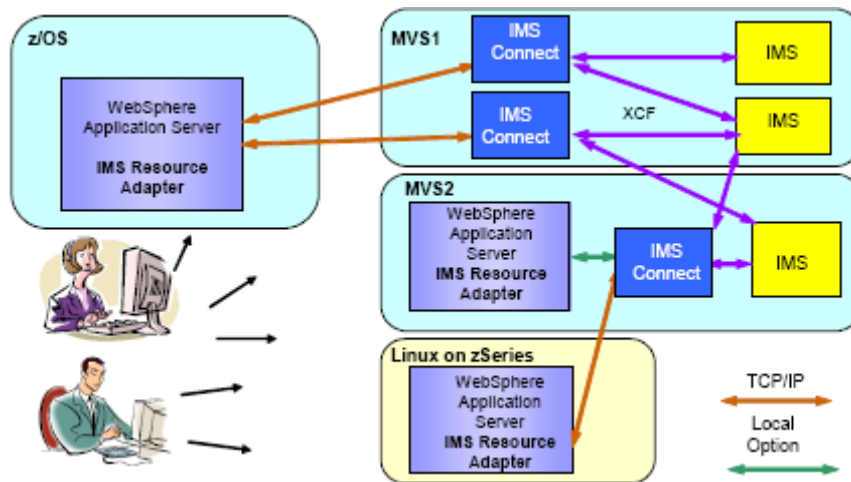 z/OS
WebSphere
Application Server
IMS Resource
Adapter
MVS1
IMS
Connect
IMS
IMS
Connect
XCF
IMS
MVS2
WebSphere
Application
Server
IMS Resource
Adapter
IMS
Connect
IMS
Linux on zSeries
WebSphere
Application
Server
IMS Resource
Adapter
TCP/IP
Local
Option